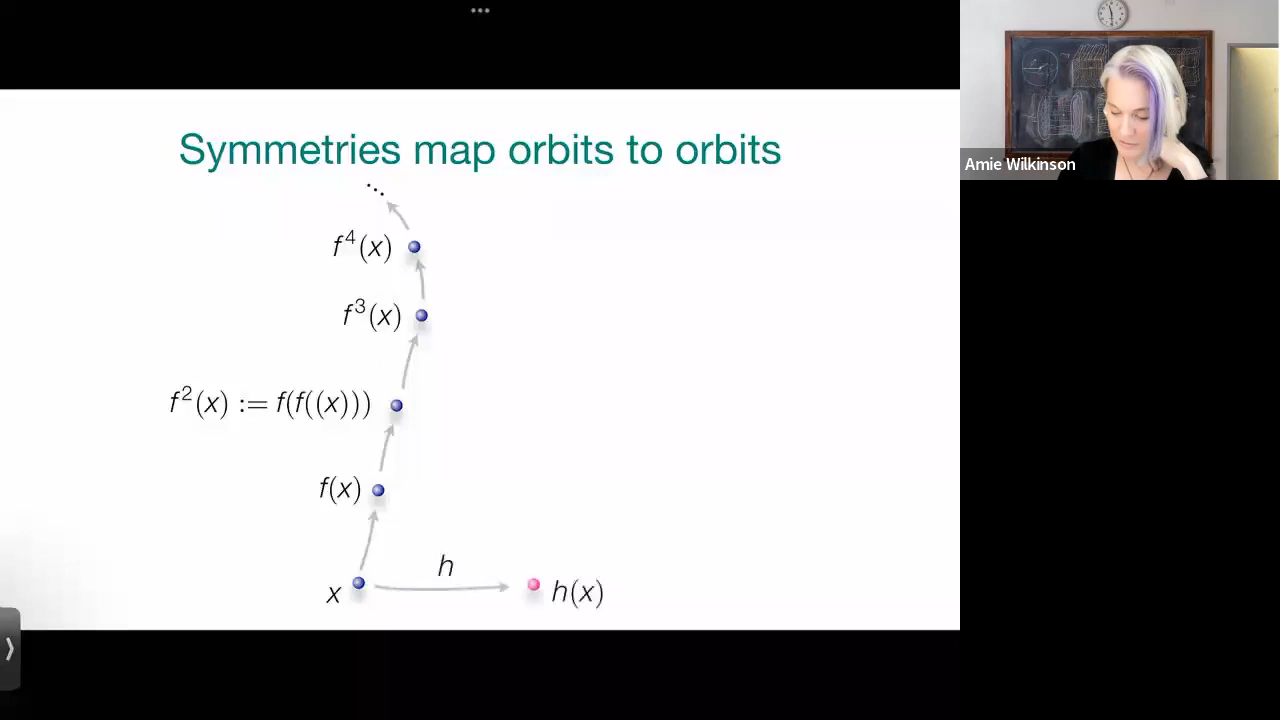 Symmetries map orbits to orbits
f⁴(x)
f³(x)
f²(x) := f(f((x)))
f(x)
h
x
h(x)
Amie Wilkinson